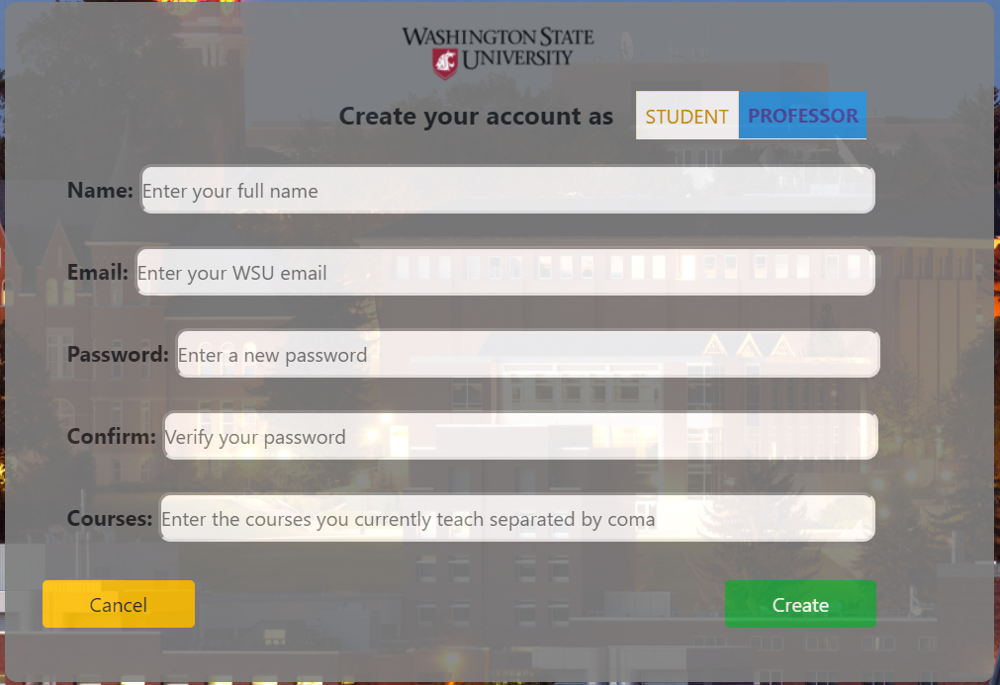 WASHINGTON STATE
UNIVERSITY
Create your account as STUDENT PROFESSOR
Name: Enter your full name
Email: Enter your WSU email
Password: Enter a new password
Confirm: Verify your password
Courses: Enter the courses you currently teach separated by coma
Cancel Create